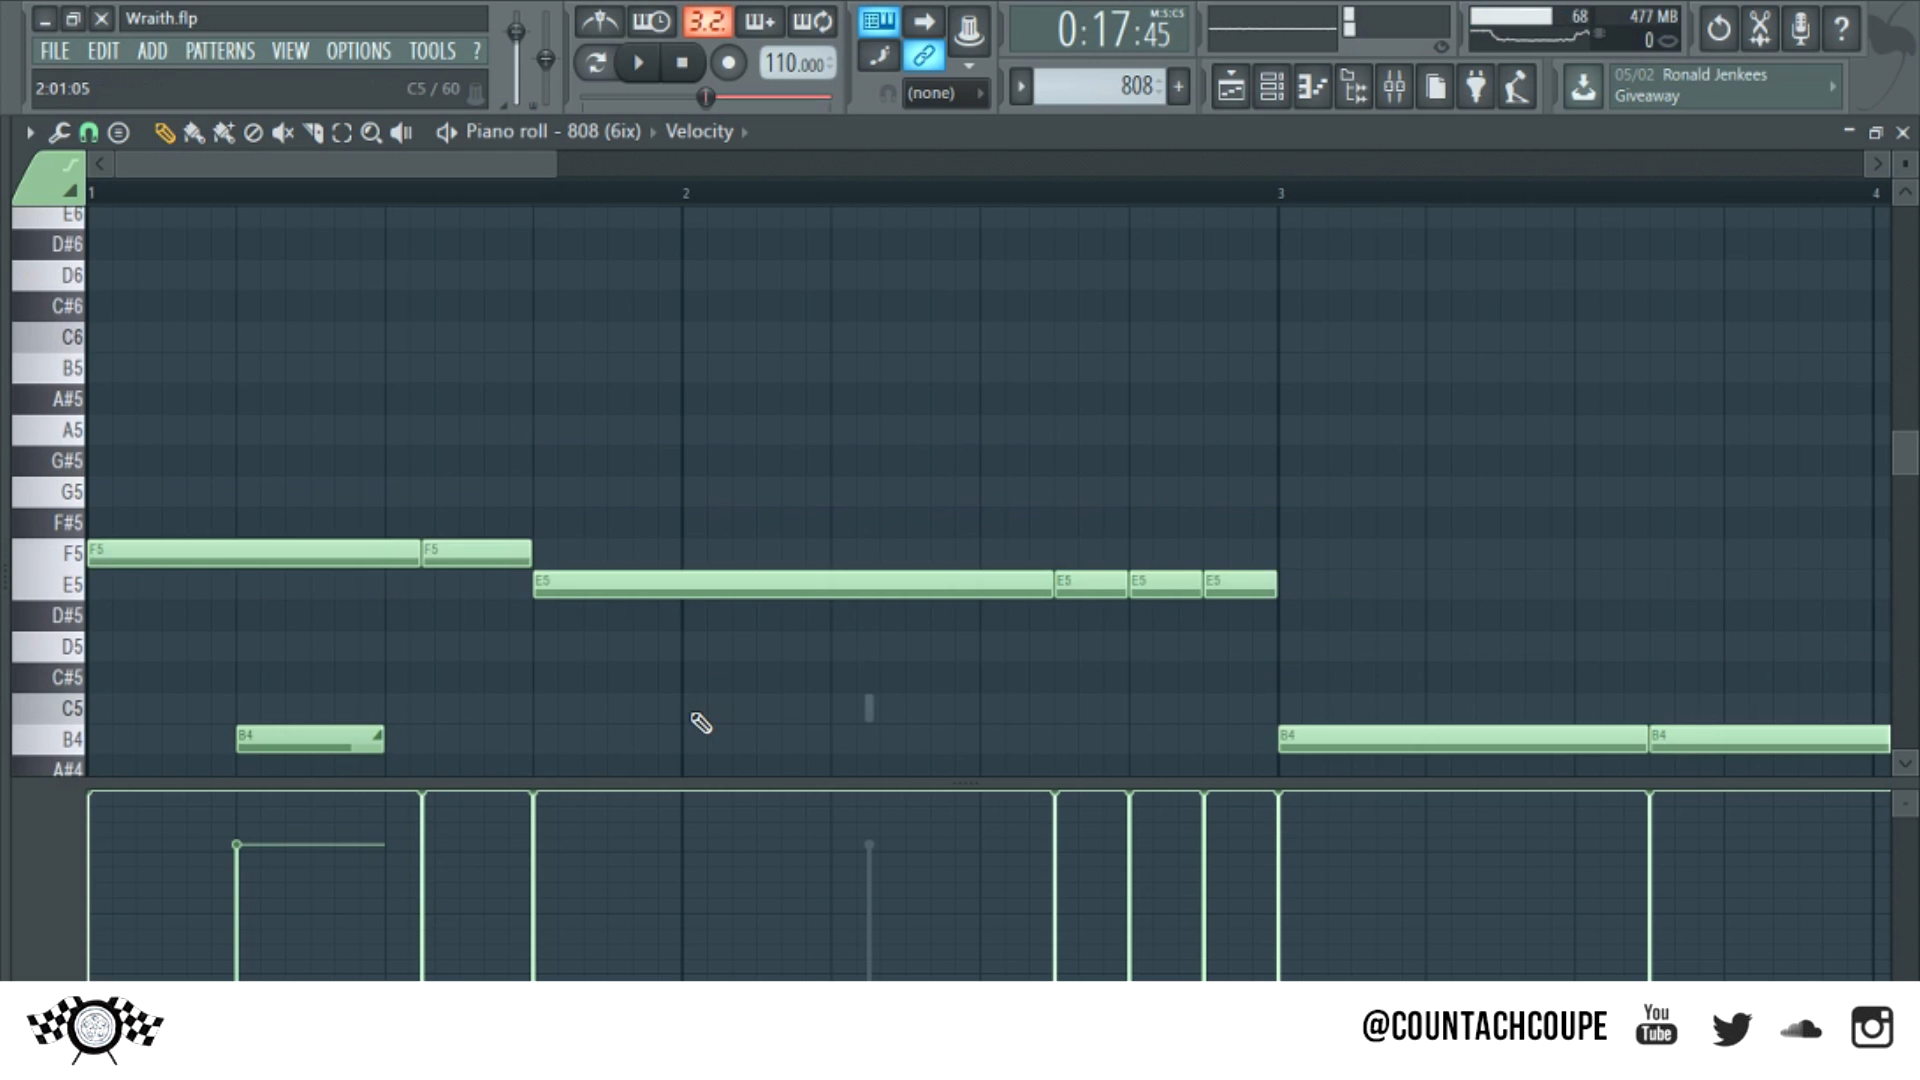 Wraith.flp
FILE EDIT ADD PATTERNS VIEW OPTIONS TOOLS ?
2:01:05 C5 / 60
3.2.
110.000
(none)
0:17:45 M:S:CS
808
68 477 MB
0
05/02 Ronald Jenkees
Giveaway
Piano roll - 808 (6ix) Velocity
1 2 3 4
E6
D#6
D6
C#6
C6
B5
A#5
A5
G#5
G5
F#5
F5 F5 F5
E5 E5 E5 E5 E5
D#5
D5
C#5
C5
B4 B4 B4 B4
A#4
@COUNTACHCOUPE
You
Tube